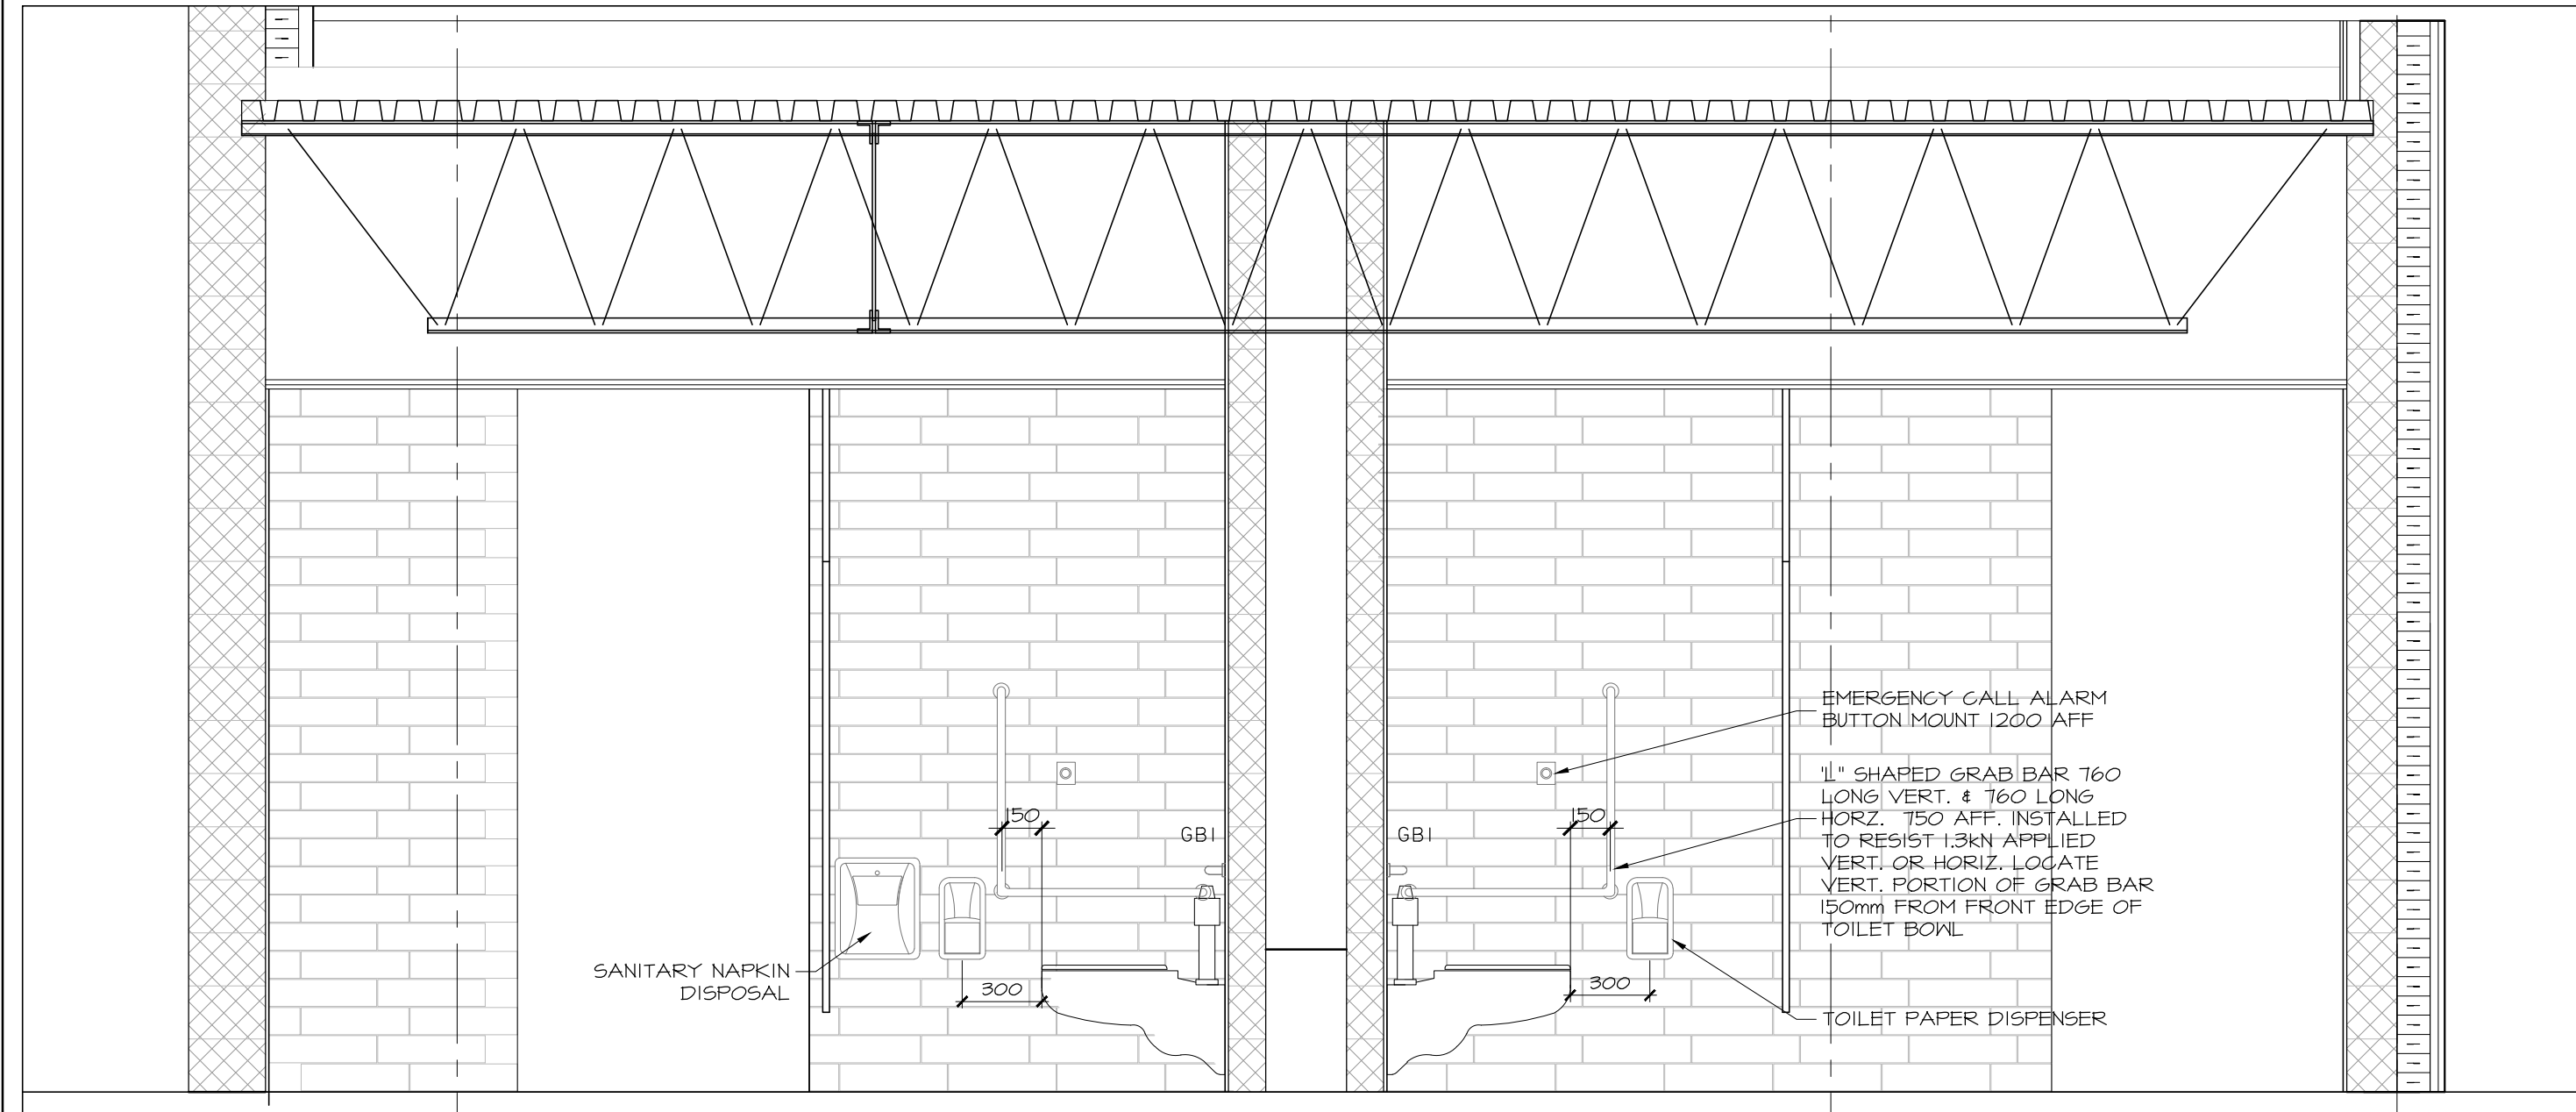 EMERGENCY CALL ALARM
BUTTON MOUNT 1200 AFF
"L" SHAPED GRAB BAR 760
LONG VERT. & 760 LONG
HORZ. 750 AFF. INSTALLED
TO RESIST 1.3kN APPLIED
VERT. OR HORIZ. LOCATE
VERT. PORTION OF GRAB BAR
150mm FROM FRONT EDGE OF
TOILET BOWL
150
150
GB1
GB1
SANITARY NAPKIN
DISPOSAL
300
300
TOILET PAPER DISPENSER